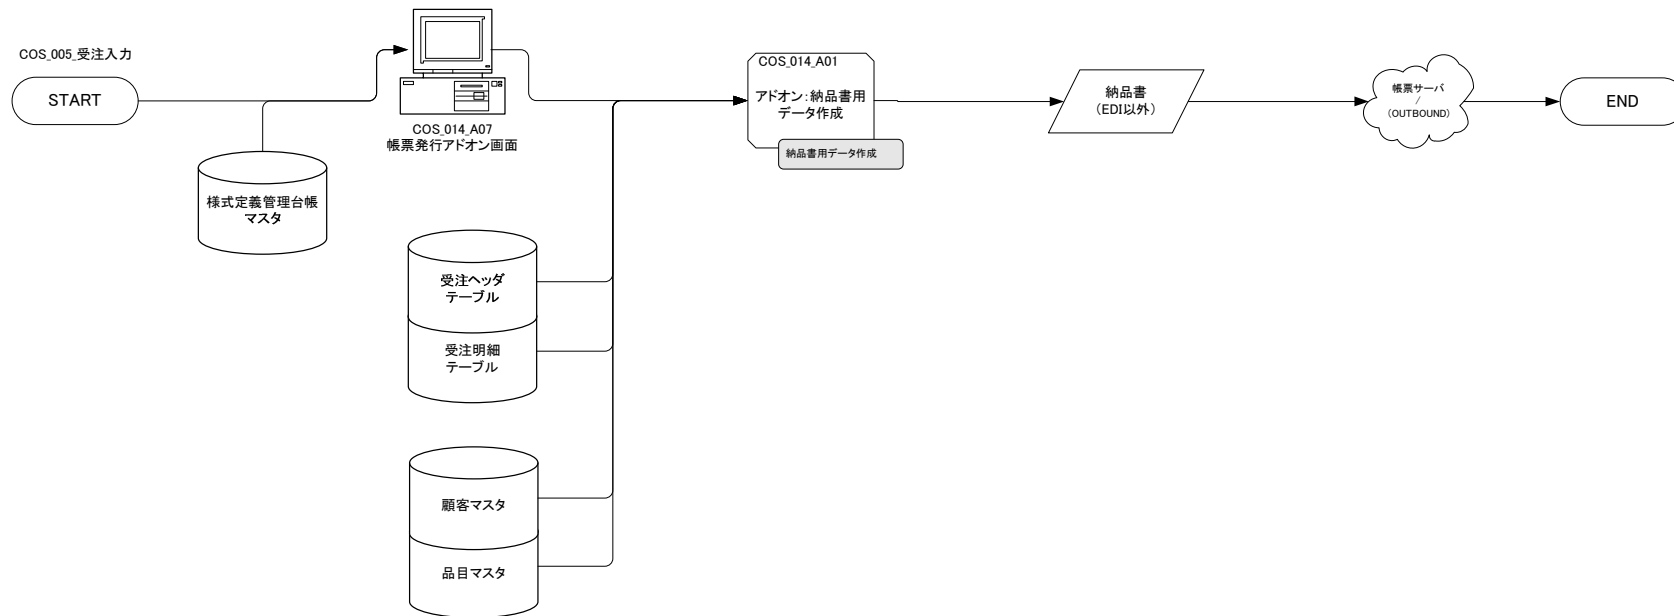 COS_005_受注入力
START
COS_014_A07
帳票発行アドオン画面
様式定義管理台帳
マスタ
受注ヘッダ
テーブル
受注明細
テーブル
顧客マスタ
品目マスタ
COS_014_A01
アドオン：納品書用
データ作成
納品書用データ作成
納品書
（EDI以外）
帳票サーバ
/
（OUTBOUND）
END